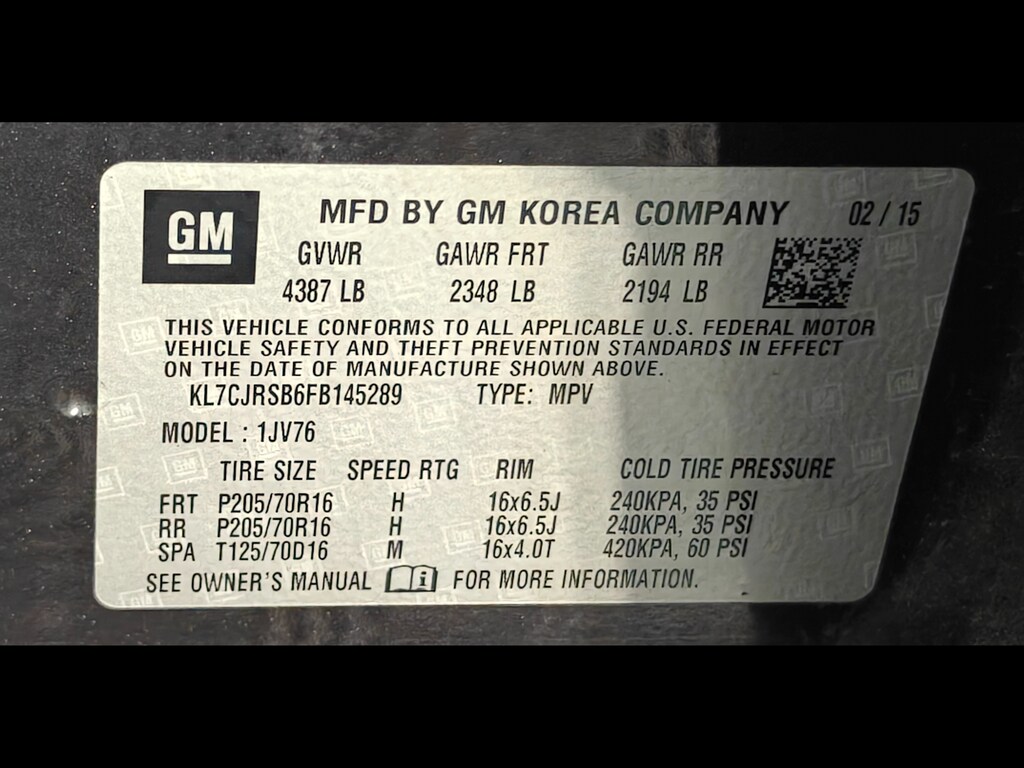 GM MFD BY GM KOREA COMPANY 02 / 15
GVWR GAWR FRT GAWR RR
4387 LB 2348 LB 2194 LB
THIS VEHICLE CONFORMS TO ALL APPLICABLE U.S. FEDERAL MOTOR
VEHICLE SAFETY AND THEFT PREVENTION STANDARDS IN EFFECT
ON THE DATE OF MANUFACTURE SHOWN ABOVE.
KL7CJRSB6FB145289 TYPE: MPV
MODEL : 1JV76
TIRE SIZE SPEED RTG RIM COLD TIRE PRESSURE
FRT P205/70R16 H 16x6.5J 240KPA, 35 PSI
RR P205/70R16 H 16x6.5J 240KPA, 35 PSI
SPA T125/70D16 M 16x4.0T 420KPA, 60 PSI
SEE OWNER'S MANUAL i FOR MORE INFORMATION.